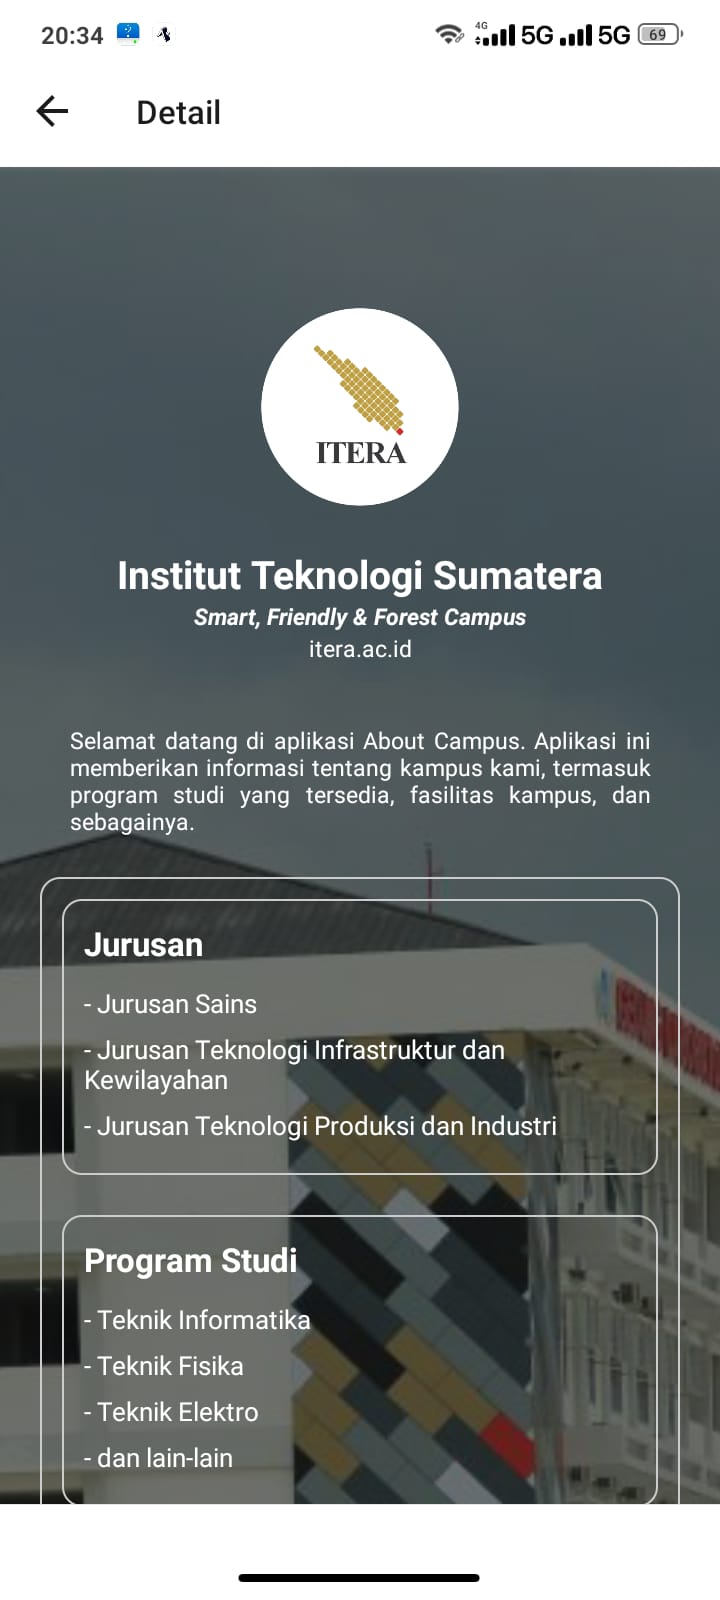 20:34
4G 5G 5G 69
Detail
ITERA
Institut Teknologi Sumatera
Smart, Friendly & Forest Campus
itera.ac.id
Selamat datang di aplikasi About Campus. Aplikasi ini
memberikan informasi tentang kampus kami, termasuk
program studi yang tersedia, fasilitas kampus, dan
sebagainya.
Jurusan
- Jurusan Sains
- Jurusan Teknologi Infrastruktur dan
Kewilayahan
- Jurusan Teknologi Produksi dan Industri
Program Studi
- Teknik Informatika
- Teknik Fisika
- Teknik Elektro
- dan lain-lain